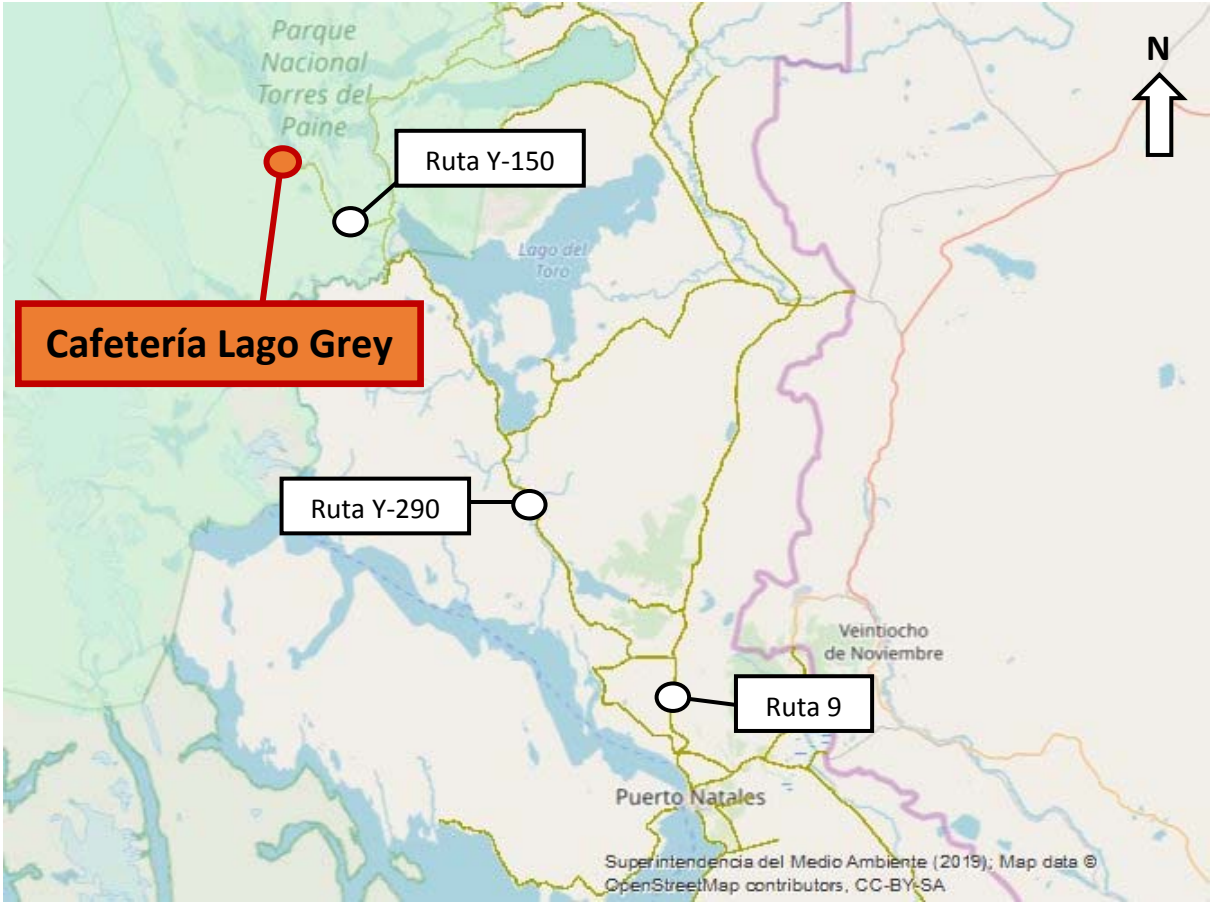 Parque
Nacional
Torres del
Paine
N
Ruta Y-150
Lago del
Toro
Cafetería Lago Grey
Ruta Y-290
Veintiocho
de Noviembre
Ruta 9
Puerto Natales
Superintendencia del Medio Ambiente (2019); Map data ©
OpenStreetMap contributors, CC-BY-SA